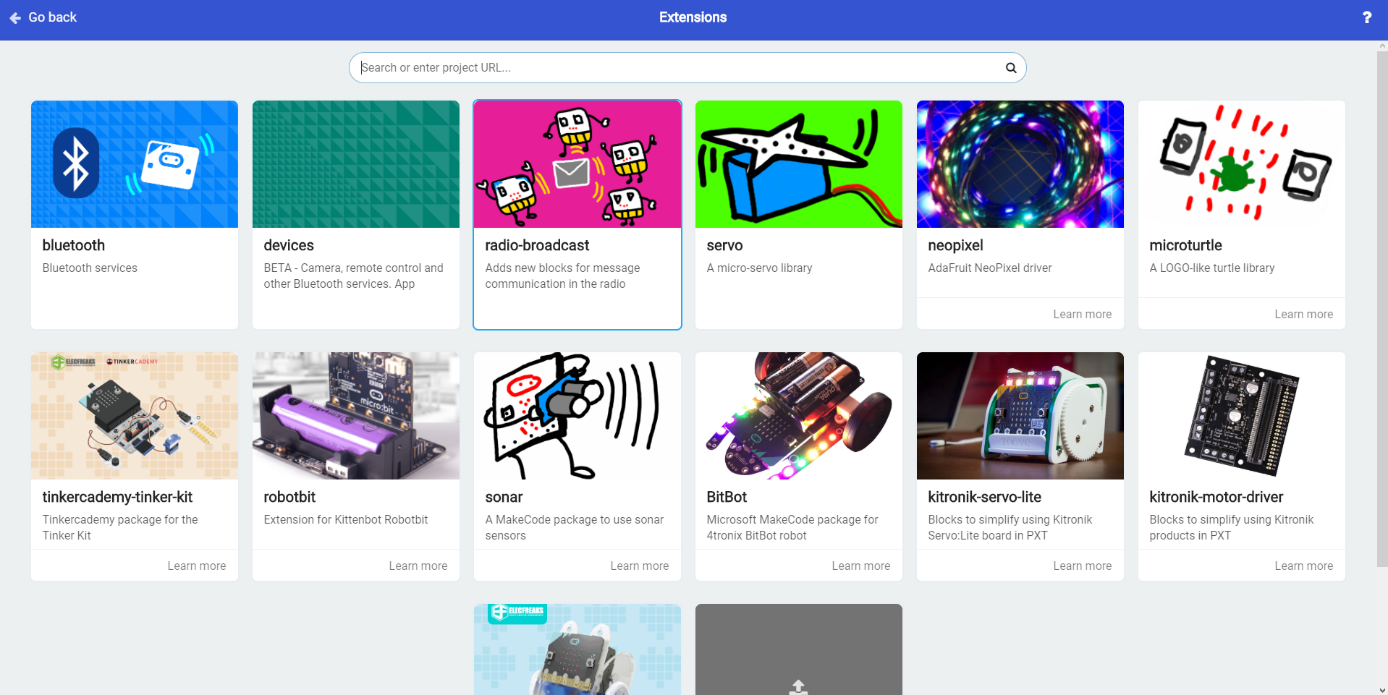 Go back
Extensions
?
Search or enter project URL...
bluetooth
Bluetooth services
devices
BETA - Camera, remote control and
other Bluetooth services. App
radio-broadcast
Adds new blocks for message
communication in the radio
servo
A micro-servo library
neopixel
AdaFruit NeoPixel driver
Learn more
microturtle
A LOGO-like turtle library
Learn more
ELECFREAKS
TINKERCADEMY
tinkercademy-tinker-kit
Tinkercademy package for the
Tinker Kit
Learn more
micro:bit
robotbit
Extension for Kittenbot Robotbit
Learn more
sonar
A MakeCode package to use sonar
sensors
Learn more
BitBot
Microsoft MakeCode package for
4tronix BitBot robot
Learn more
kitronik-servo-lite
Blocks to simplify using Kitronik
Servo:Lite board in PXT
Learn more
kitronik-motor-driver
Blocks to simplify using Kitronik
products in PXT
Learn more
ELECFREAKS